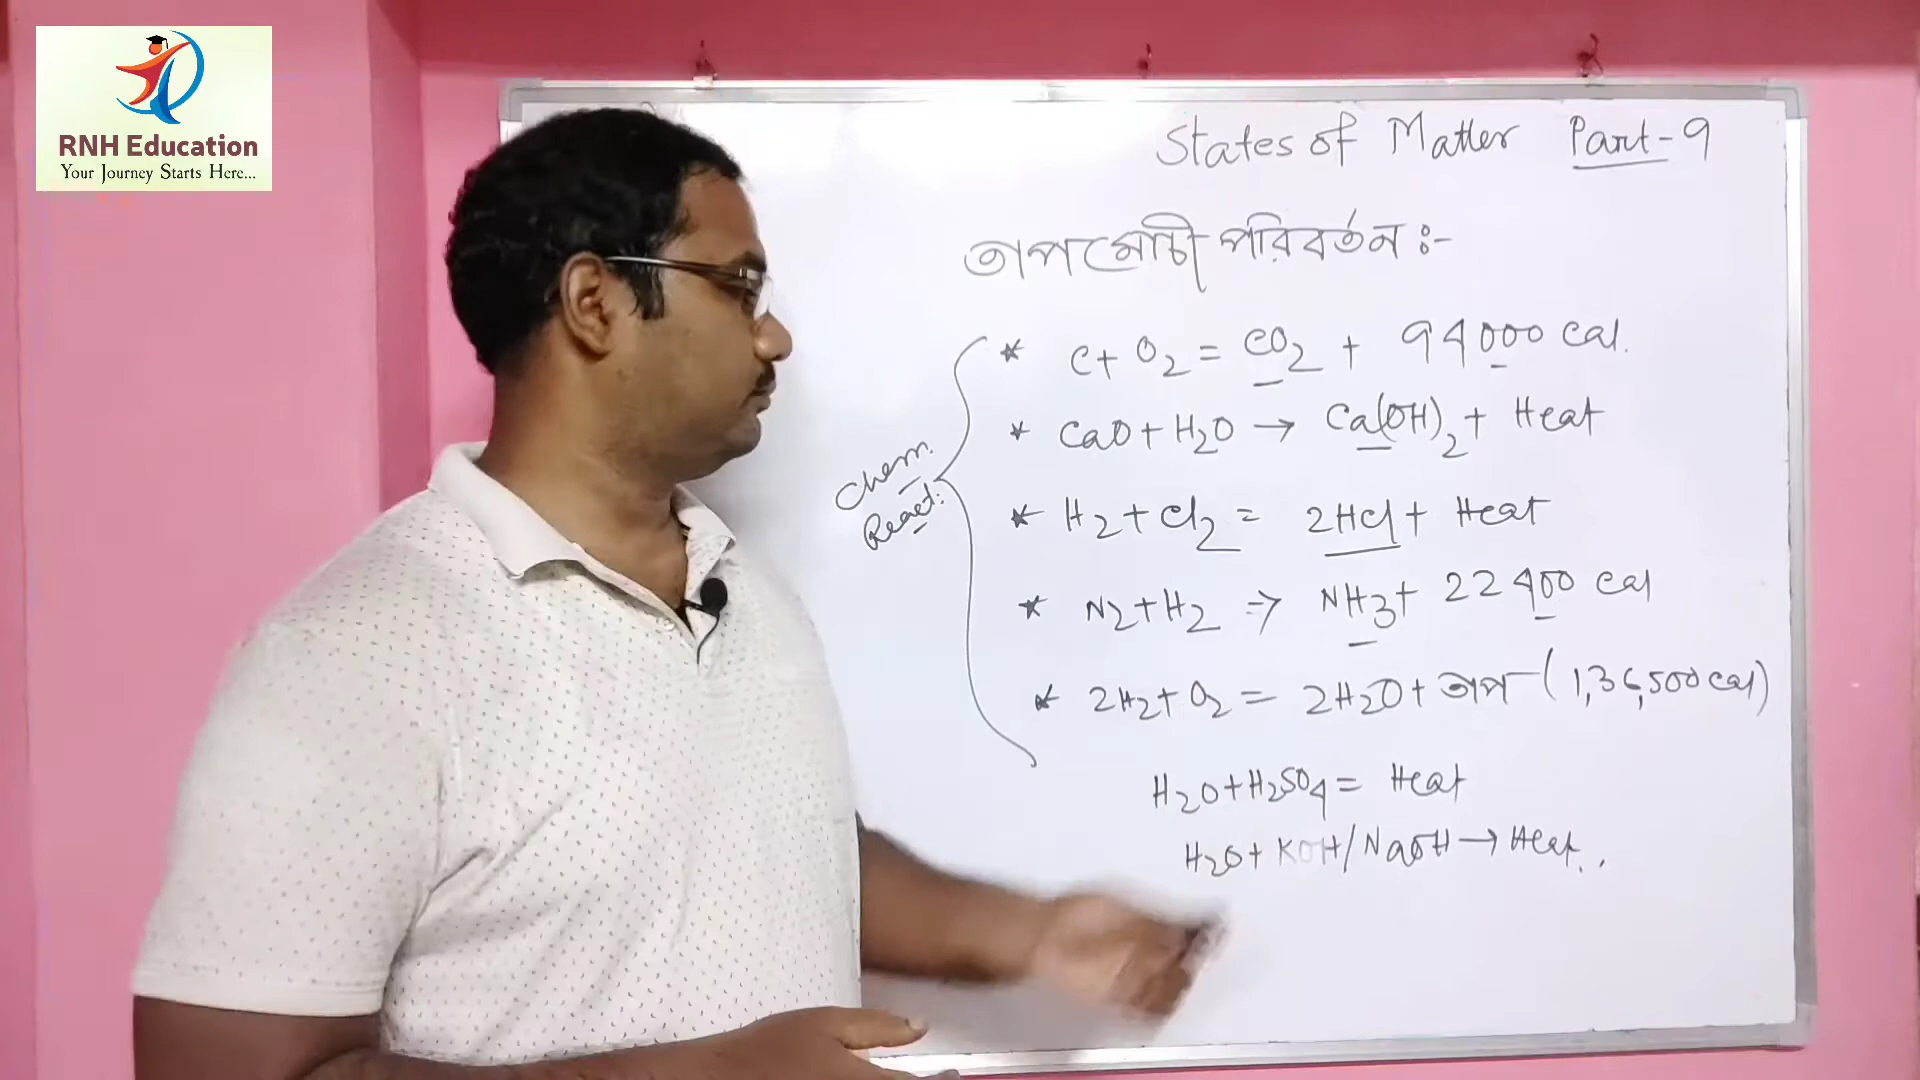 RNH Education
Your Journey Starts Here...
States of Matter Part-9
তাপমোচী পরিবর্তন :-
* C + O₂ = CO₂ + 94000 cal.
* CaO + H₂O → Ca(OH)₂ + Heat
* H₂ + Cl₂ = 2HCl + Heat
* N₂ + H₂ ⇒ NH₃ + 22400 cal
* 2H₂ + O₂ = 2H₂O + তাপ (1,36,500 cal)
Chem.
React:
H₂O + H₂SO₄ = Heat
H₂O + KOH/NaOH → Heat.